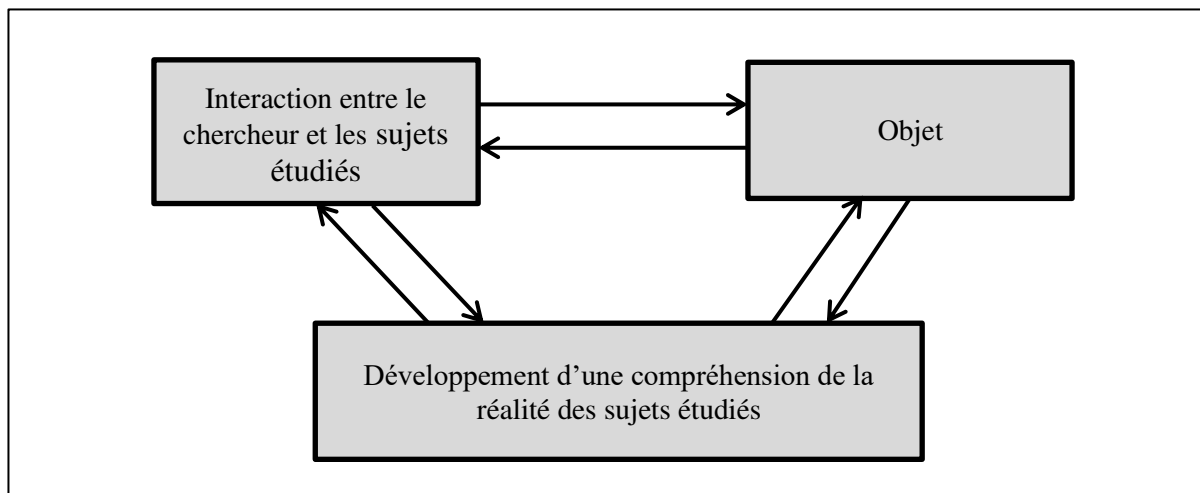 Interaction entre le
chercheur et les sujets
étudiés
Objet
Développement d’une compréhension de la
réalité des sujets étudiés